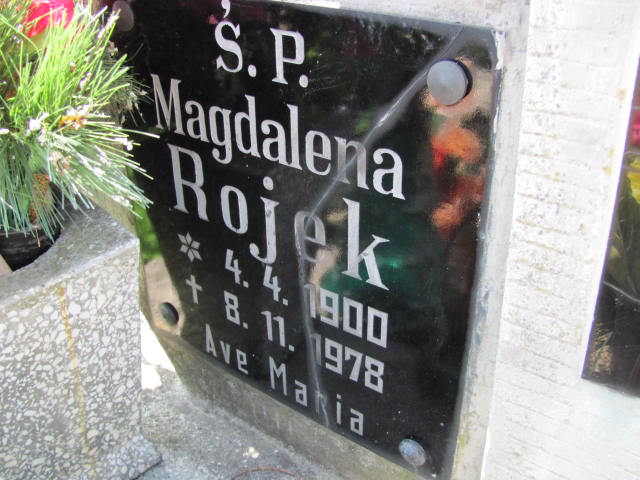 Ś. P.
Magdalena
Rojek
* 4. 4. 1900
† 8. 11. 1978
Ave Maria